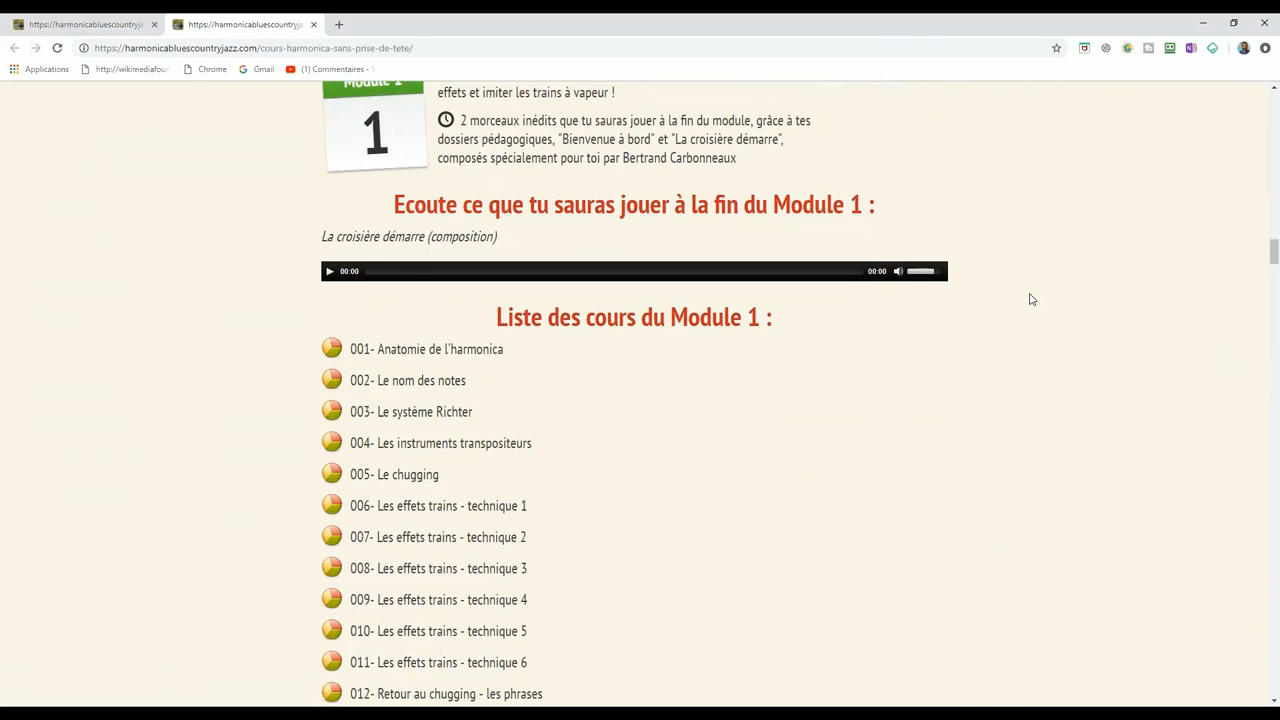 https://harmonicabluescountryja
https://harmonicabluescountryja
https://harmonicabluescountryjazz.com/cours-harmonica-sans-prise-de-tete/
Applications
http://wikimediafour
Chrome
Gmail
(1) Commentaires -
Module 1
1
effets et imiter les trains à vapeur !
2 morceaux inédits que tu sauras jouer à la fin du module, grâce à tes
dossiers pédagogiques, "Bienvenue à bord" et "La croisière démarre",
composés spécialement pour toi par Bertrand Carbonneaux
Ecoute ce que tu sauras jouer à la fin du Module 1 :
La croisière démarre (composition)
00:00
00:00
Liste des cours du Module 1 :
001- Anatomie de l'harmonica
002- Le nom des notes
003- Le système Richter
004- Les instruments transpositeurs
005- Le chugging
006- Les effets trains - technique 1
007- Les effets trains - technique 2
008- Les effets trains - technique 3
009- Les effets trains - technique 4
010- Les effets trains - technique 5
011- Les effets trains - technique 6
012- Retour au chugging - les phrases